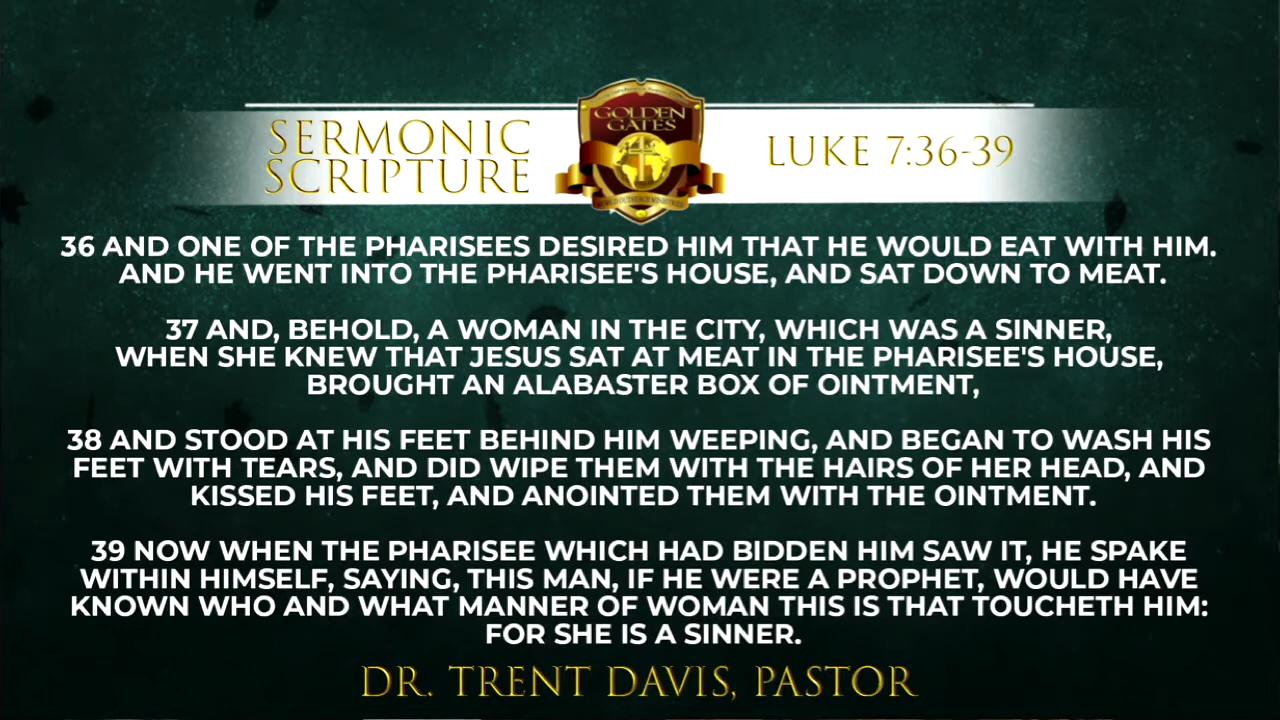 SERMONIC
SCRIPTURE
GOLDEN
GATES
LUKE 7:36-39
36 AND ONE OF THE PHARISEES DESIRED HIM THAT HE WOULD EAT WITH HIM.
AND HE WENT INTO THE PHARISEE'S HOUSE, AND SAT DOWN TO MEAT.
37 AND, BEHOLD, A WOMAN IN THE CITY, WHICH WAS A SINNER,
WHEN SHE KNEW THAT JESUS SAT AT MEAT IN THE PHARISEE'S HOUSE,
BROUGHT AN ALABASTER BOX OF OINTMENT,
38 AND STOOD AT HIS FEET BEHIND HIM WEEPING, AND BEGAN TO WASH HIS
FEET WITH TEARS, AND DID WIPE THEM WITH THE HAIRS OF HER HEAD, AND
KISSED HIS FEET, AND ANOINTED THEM WITH THE OINTMENT.
39 NOW WHEN THE PHARISEE WHICH HAD BIDDEN HIM SAW IT, HE SPAKE
WITHIN HIMSELF, SAYING, THIS MAN, IF HE WERE A PROPHET, WOULD HAVE
KNOWN WHO AND WHAT MANNER OF WOMAN THIS IS THAT TOUCHETH HIM:
FOR SHE IS A SINNER.
DR. TRENT DAVIS, PASTOR